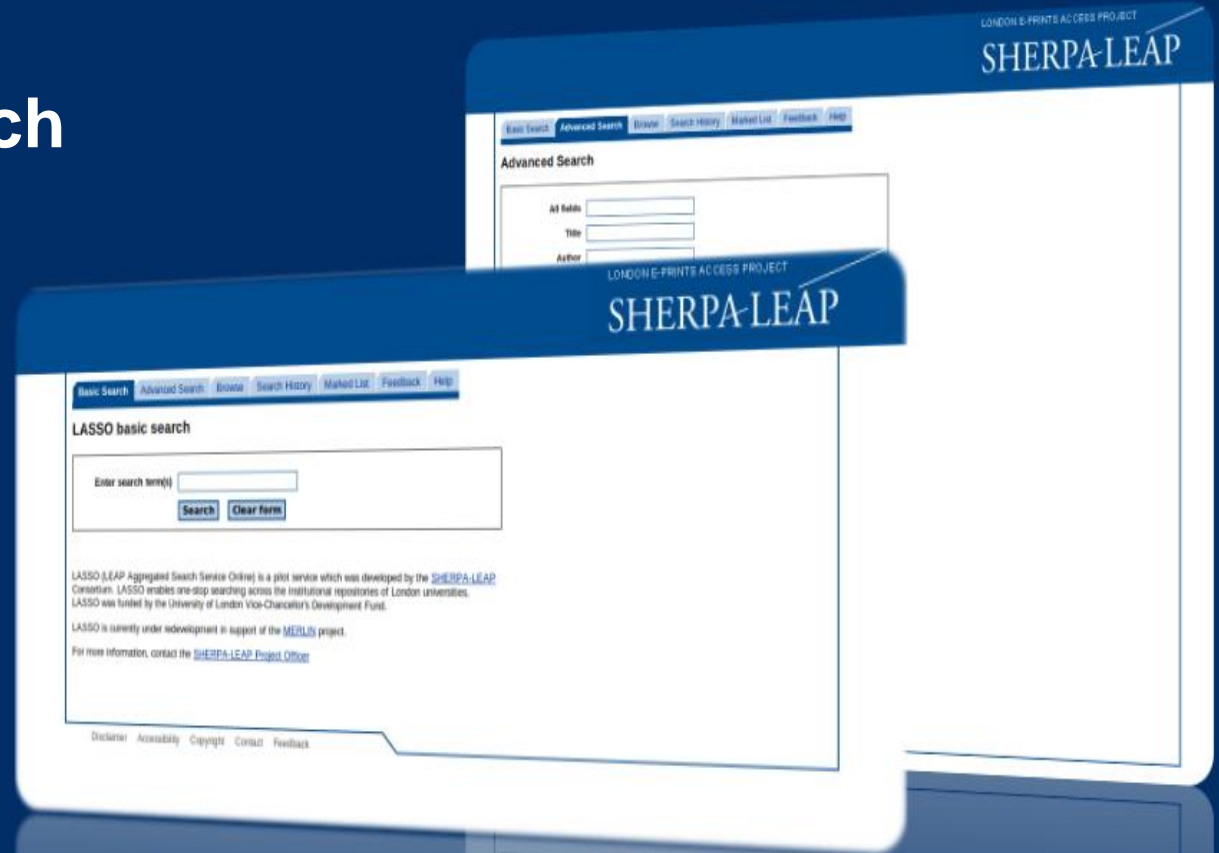 ch
LONDON E-PRINTS ACCESS PROJECT
SHERPA-LEAP
Basic Search Advanced Search Browse Search History Marked List Feedback Help
Advanced Search
All fields
Title
Author
LONDON E-PRINTS ACCESS PROJECT
SHERPA-LEAP
Basic Search Advanced Search Browse Search History Marked List Feedback Help
LASSO basic search
Enter search term(s)
Search Clear form
LASSO (LEAP Aggregated Search Service Online) is a pilot service which was developed by the SHERPA-LEAP
Consortium. LASSO enables one-stop searching across the institutional repositories of London universities.
LASSO was funded by the University of London Vice-Chancellor's Development Fund.
LASSO is currently under redevelopment in support of the MERLIN project.
For more information, contact the SHERPA-LEAP Project Officer
Disclaimer Accessibility Copyright Contact Feedback